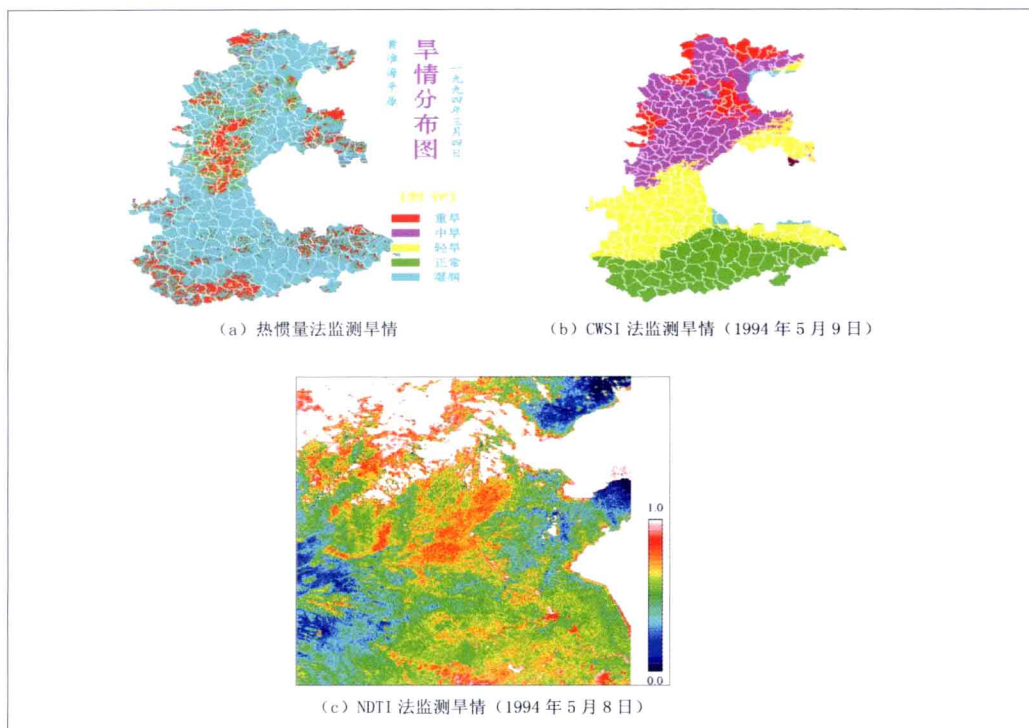 旱情分布图
黄淮海平原
一九九四年三月四日
重旱
中旱
轻旱
正常
湿润
(a) 热惯量法监测旱情
(b) CWSI 法监测旱情(1994 年 5 月 9 日)
1.0
0.0
(c) NDTI 法监测旱情(1994 年 5 月 8 日)